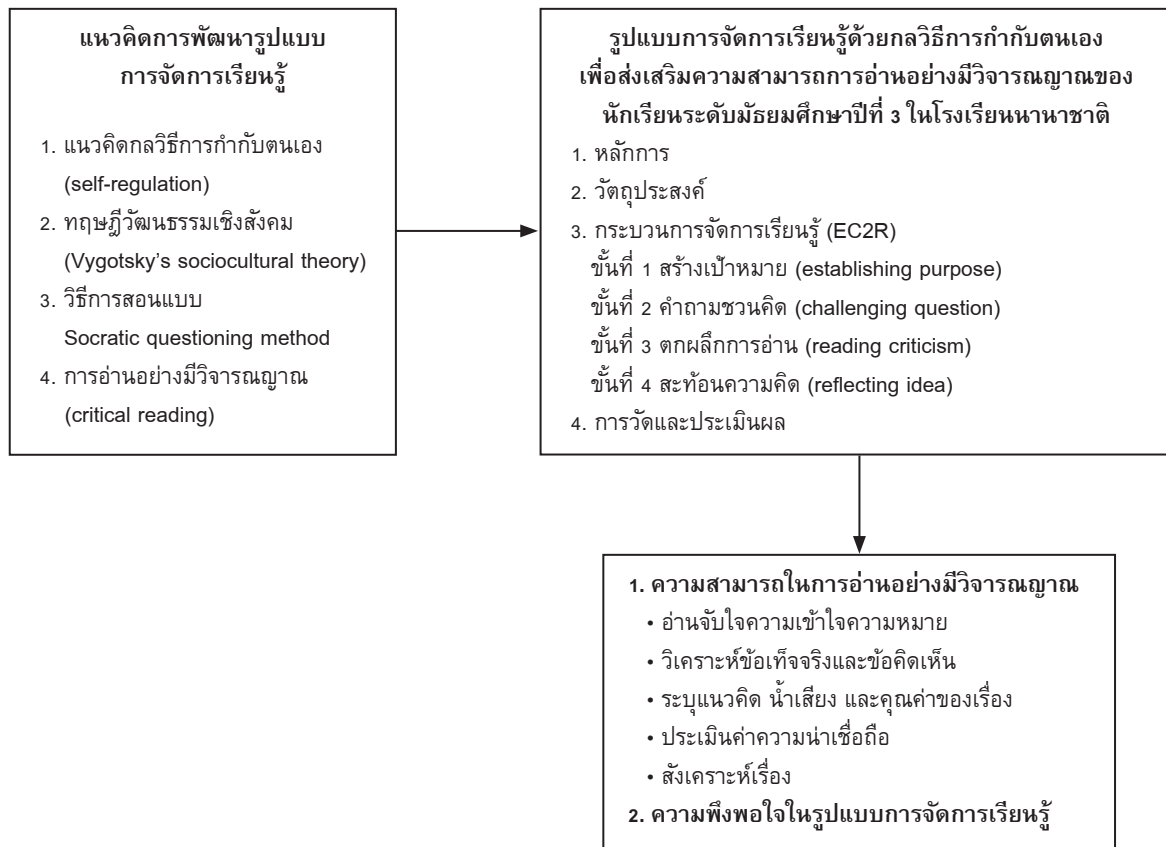 แนวคิดการพัฒนารูปแบบ
การจัดการเรียนรู้
1. แนวคิดกลวิธีการกำกับตนเอง
(self-regulation)
2. ทฤษฎีวัฒนธรรมเชิงสังคม
(Vygotsky's sociocultural theory)
3. วิธีการสอนแบบ
Socratic questioning method
4. การอ่านอย่างมีวิจารณญาณ
(critical reading)
รูปแบบการจัดการเรียนรู้ด้วยกลวิธีการกำกับตนเอง
เพื่อส่งเสริมความสามารถการอ่านอย่างมีวิจารณญาณของ
นักเรียนระดับมัธยมศึกษาปีที่ 3 ในโรงเรียนนานาชาติ
1. หลักการ
2. วัตถุประสงค์
3. กระบวนการจัดการเรียนรู้ (EC2R)
ขั้นที่ 1 สร้างเป้าหมาย (establishing purpose)
ขั้นที่ 2 คำถามชวนคิด (challenging question)
ขั้นที่ 3 ตกผลึกการอ่าน (reading criticism)
ขั้นที่ 4 สะท้อนความคิด (reflecting idea)
4. การวัดและประเมินผล
1. ความสามารถในการอ่านอย่างมีวิจารณญาณ
• อ่านจับใจความเข้าใจความหมาย
• วิเคราะห์ข้อเท็จจริงและข้อคิดเห็น
• ระบุแนวคิด น้ำเสียง และคุณค่าของเรื่อง
• ประเมินค่าความน่าเชื่อถือ
• สังเคราะห์เรื่อง
2. ความพึงพอใจในรูปแบบการจัดการเรียนรู้